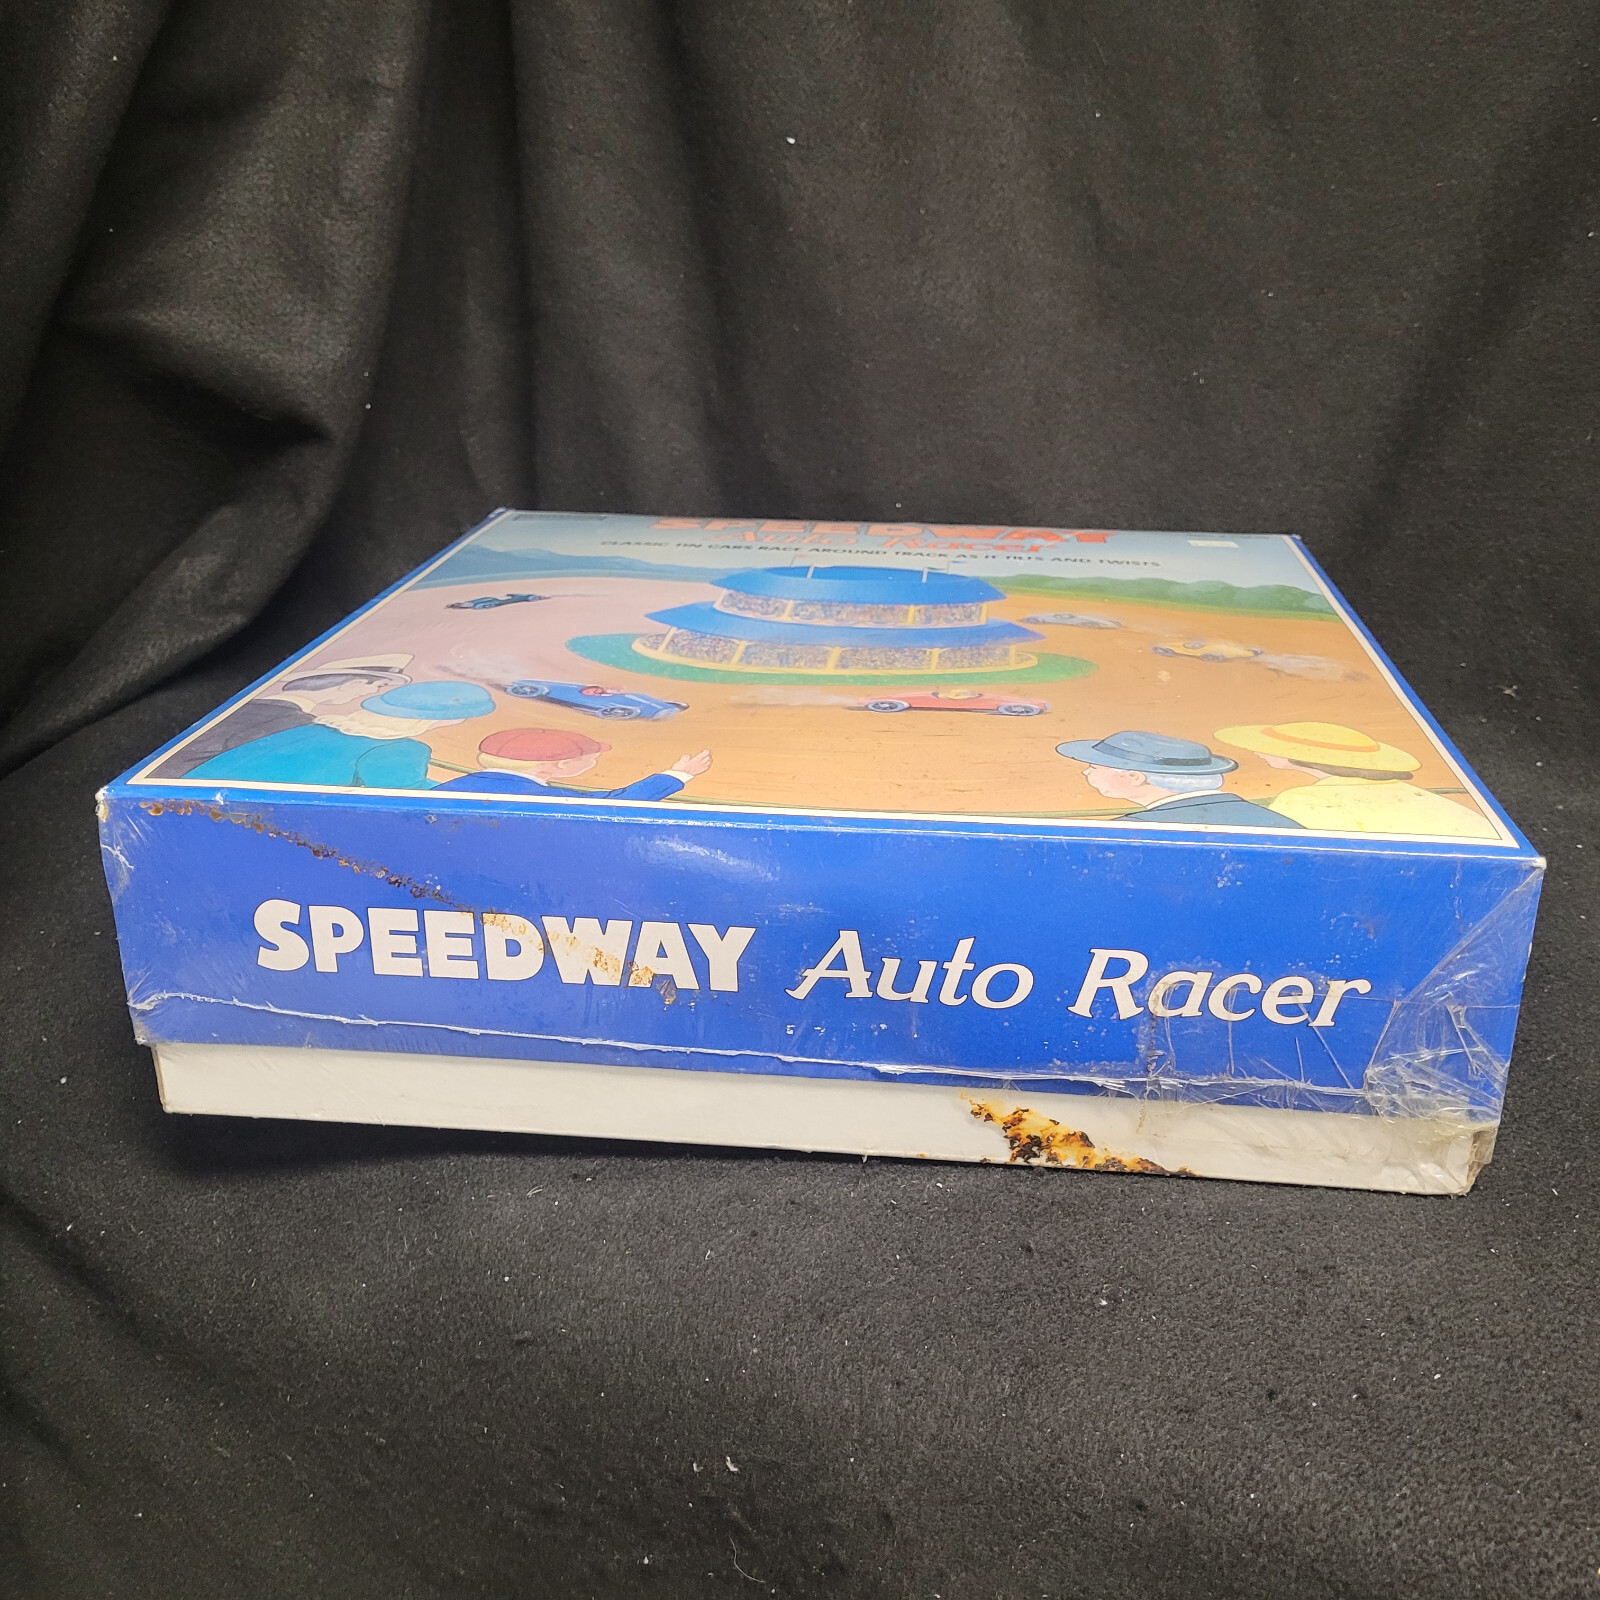 SPEEDWAY
Auto Racer
CLASSIC TIN CARS RACE AROUND TRACK AS IT TILTS AND TWISTS
SPEEDWAY Auto Racer